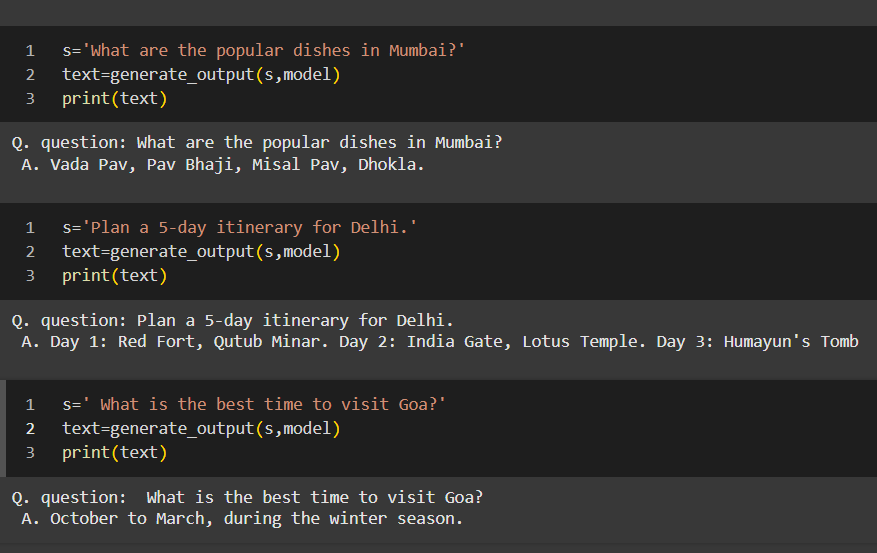 1 s='What are the popular dishes in Mumbai?'
2 text=generate_output(s,model)
3 print(text)
Q. question: What are the popular dishes in Mumbai?
A. Vada Pav, Pav Bhaji, Misal Pav, Dhokla.
1 s='Plan a 5-day itinerary for Delhi.'
2 text=generate_output(s,model)
3 print(text)
Q. question: Plan a 5-day itinerary for Delhi.
A. Day 1: Red Fort, Qutub Minar. Day 2: India Gate, Lotus Temple. Day 3: Humayun's Tomb
1 s=' What is the best time to visit Goa?'
2 text=generate_output(s,model)
3 print(text)
Q. question:  What is the best time to visit Goa?
A. October to March, during the winter season.